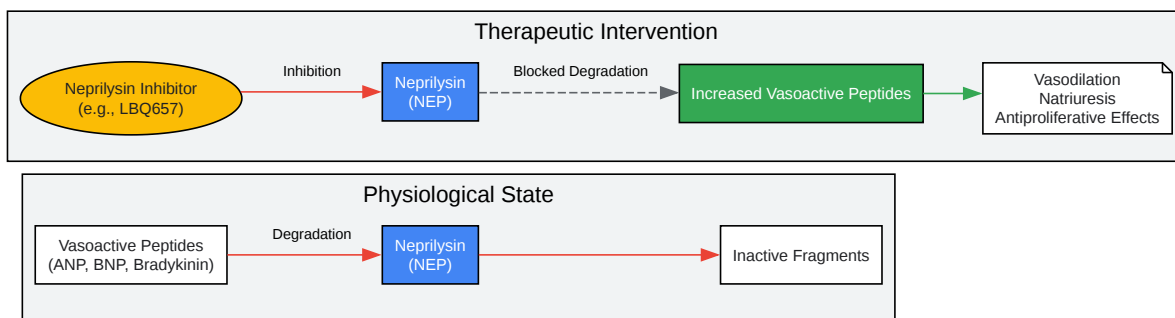 Therapeutic Intervention
Neprilysin Inhibitor
(e.g., LBQ657)
Inhibition
Neprilysin
(NEP)
Blocked Degradation
Increased Vasoactive Peptides
Vasodilation
Natriuresis
Antiproliferative Effects
Physiological State
Vasoactive Peptides
(ANP, BNP, Bradykinin)
Degradation
Neprilysin
(NEP)
Inactive Fragments